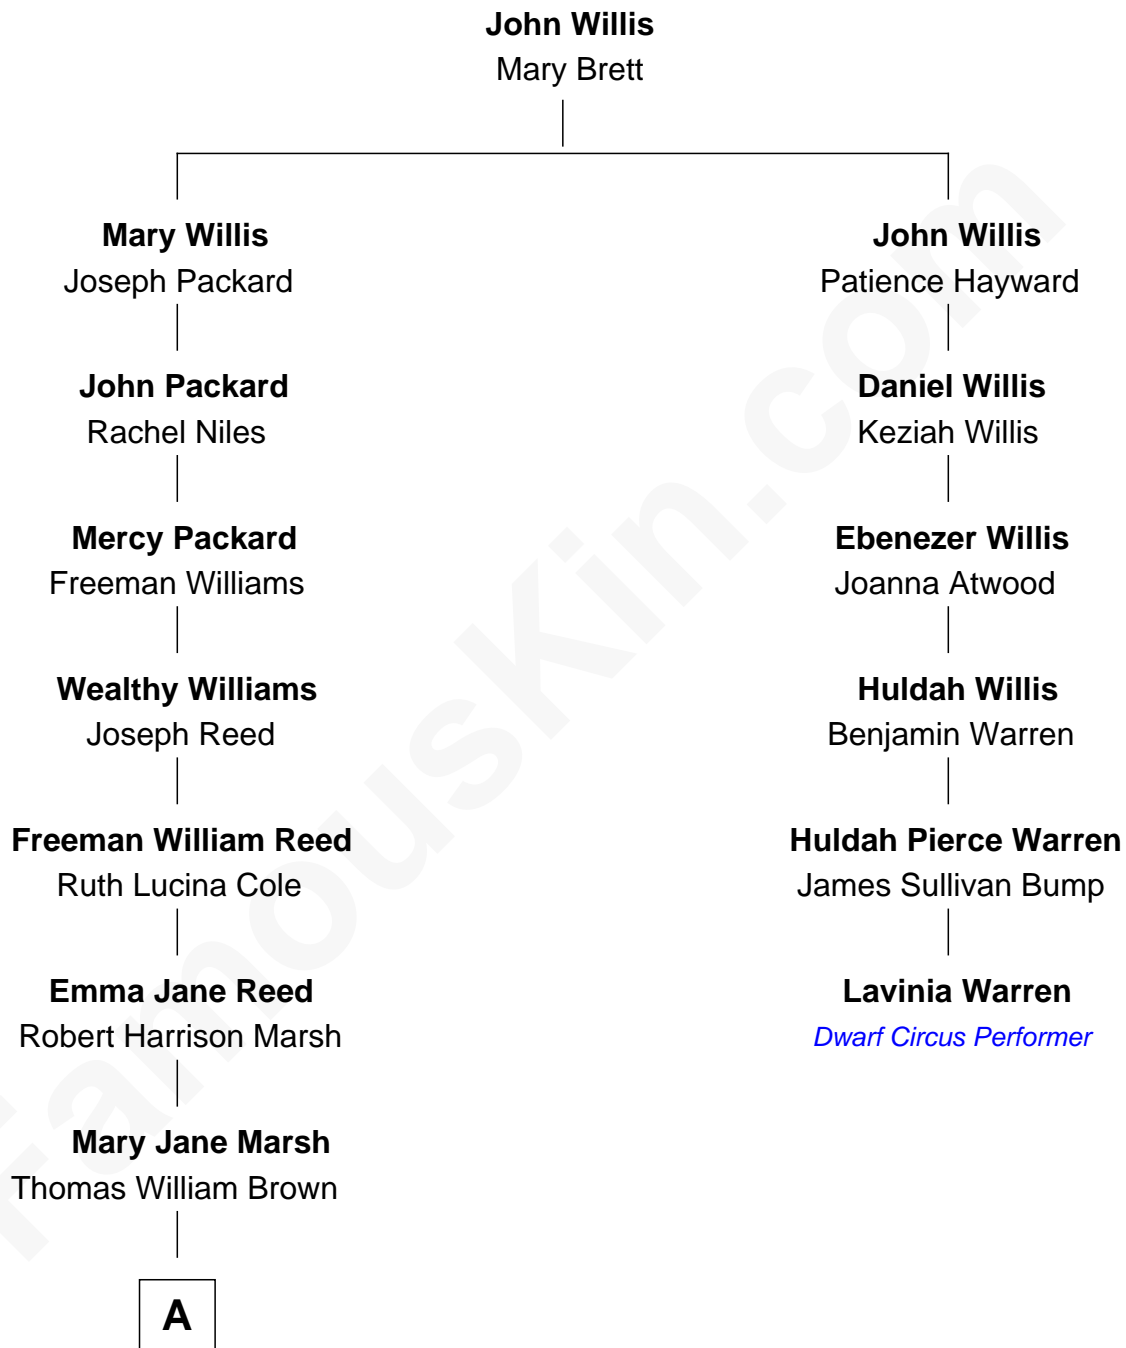 John Willis
Mary Brett
Mary Willis
Joseph Packard
John Willis
Patience Hayward
John Packard
Rachel Niles
Daniel Willis
Keziah Willis
Mercy Packard
Freeman Williams
Ebenezer Willis
Joanna Atwood
Wealthy Williams
Joseph Reed
Huldah Willis
Benjamin Warren
Freeman William Reed
Ruth Lucina Cole
Huldah Pierce Warren
James Sullivan Bump
Emma Jane Reed
Robert Harrison Marsh
Lavinia Warren
Dwarf Circus Performer
Mary Jane Marsh
Thomas William Brown
A
FamousKin.com